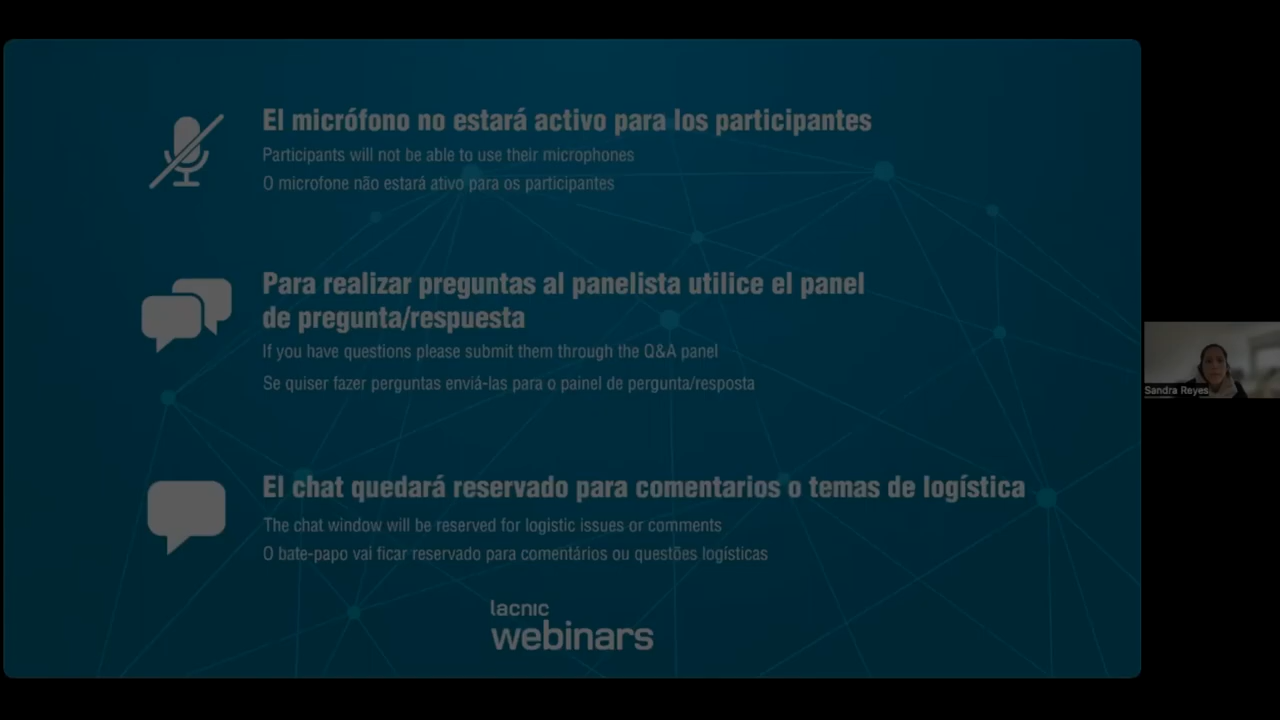 El micrófono no estará activo para los participantes
Participants will not be able to use their microphones
O microfone não estará ativo para os participantes
Para realizar preguntas al panelista utilice el panel
de pregunta/respuesta
If you have questions please submit them through the Q&A panel
Se quiser fazer perguntas enviá-las para o painel de pergunta/resposta
Sandra Reyes
El chat quedará reservado para comentarios o temas de logística
The chat window will be reserved for logistic issues or comments
O bate-papo vai ficar reservado para comentários ou questões logísticas
lacnic
webinars